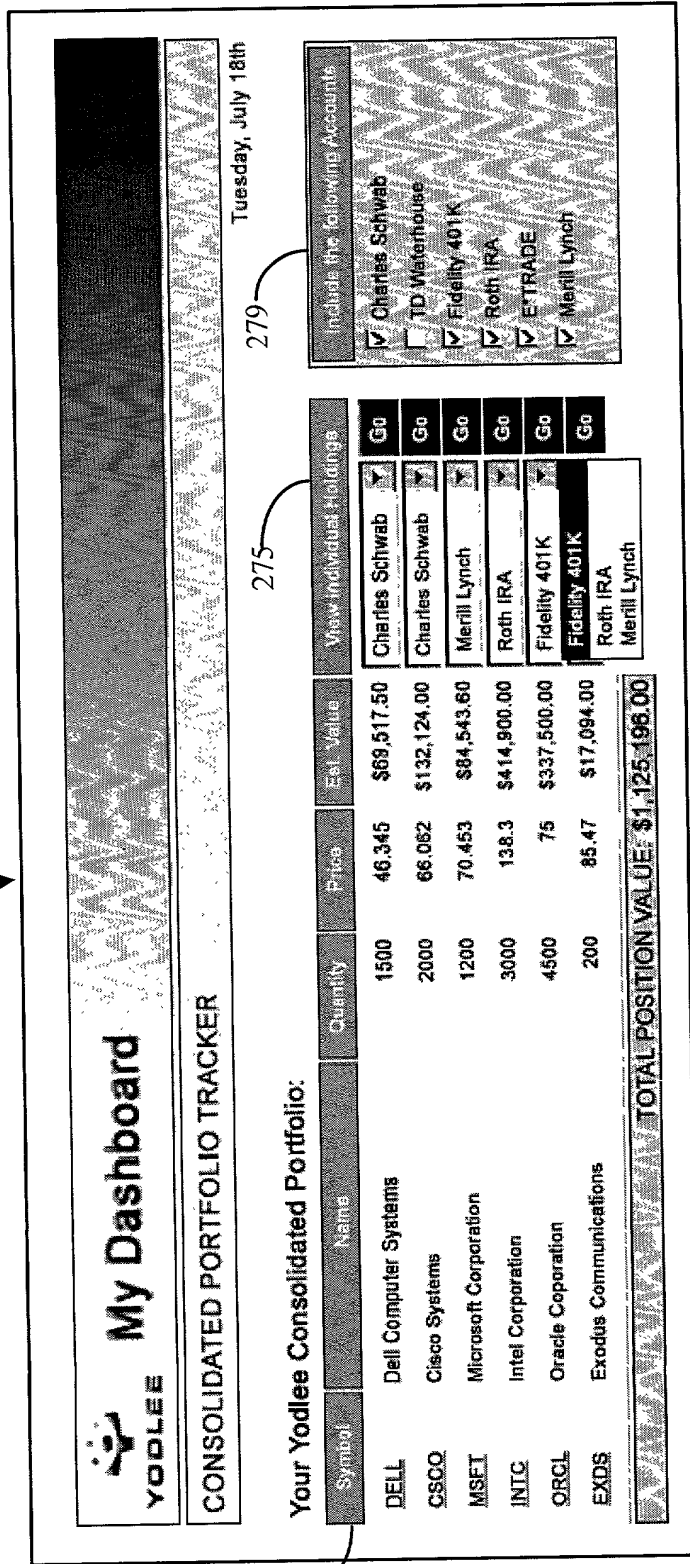 YODLEE My Dashboard
CONSOLIDATED PORTFOLIO TRACKER
Tuesday, July 18th
Your Yodlee Consolidated Portfolio:
275
279
Symbol Name Quantity Price Est. Value View Individual Holdings Include the following Accounts
DELL Dell Computer Systems 1500 46.345 $69,517.50 Charles Schwab Go
CSCO Cisco Systems 2000 66.062 $132,124.00 Charles Schwab Go
MSFT Microsoft Corporation 1200 70.453 $84,543.60 Merill Lynch Go
INTC Intel Corporation 3000 138.3 $414,900.00 Roth IRA Go
ORCL Oracle Coporation 4500 75 $337,500.00 Fidelity 401K Go
EXDS Exodus Communications 200 85.47 $17,094.00 Fidelity 401K Go
Roth IRA
Merill Lynch
TOTAL POSITION VALUE: $1,125,196.00
Charles Schwab
TD Waterhouse
Fidelity 401K
Roth IRA
E*TRADE
Merill Lynch